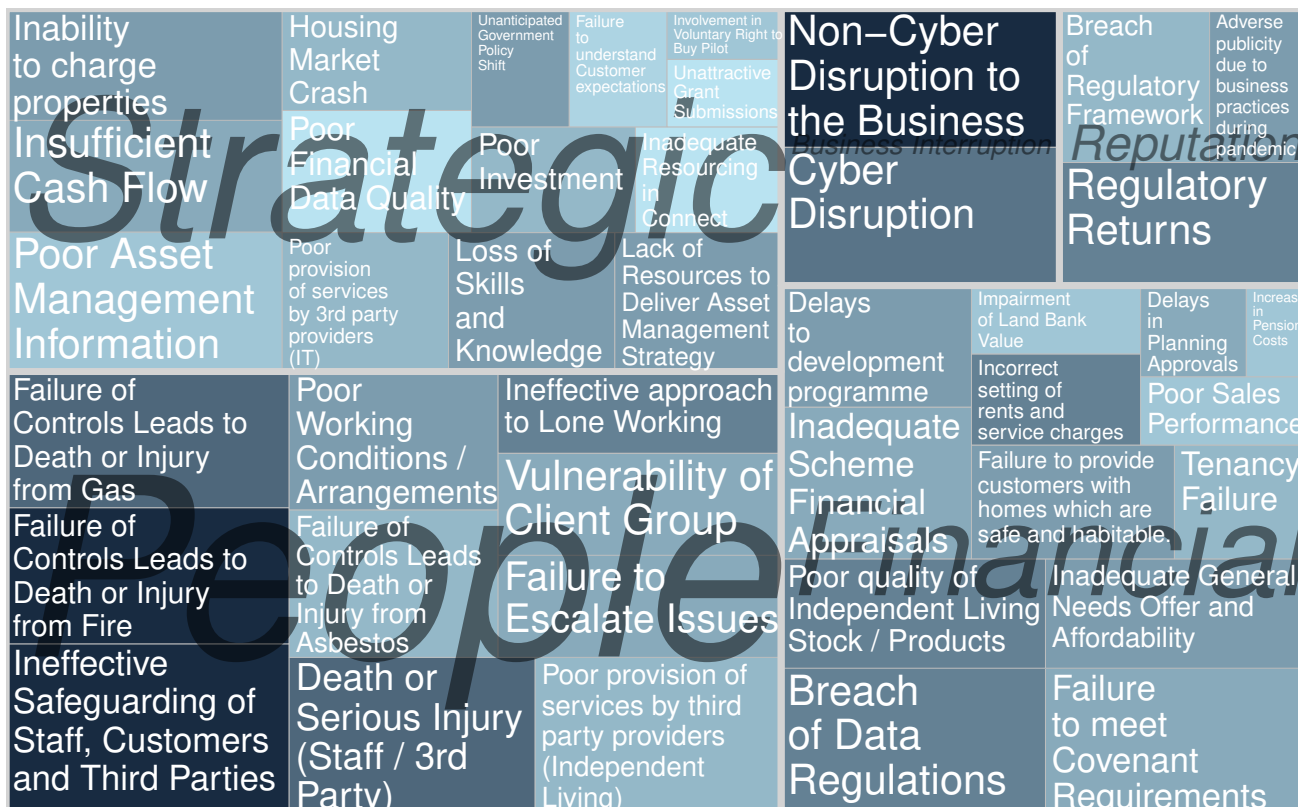 Strategic
Inability
to charge
properties
Housing
Market
Crash
Unanticipated
Government
Policy
Shift
Failure
to
understand
Customer
expectations
Involvement in
Voluntary Right to
Buy Pilot
Unattractive
Grant
Submissions
Insufficient
Cash Flow
Poor
Financial
Data Quality
Poor
Investment
Inadequate
Resourcing
in
Connect
Poor Asset
Management
Information
Poor
provision
of services
by 3rd party
providers
(IT)
Loss of
Skills
and
Knowledge
Lack of
Resources to
Deliver Asset
Management
Strategy
Business Interruption
Non−Cyber
Disruption to
the Business
Cyber
Disruption
Reputation
Breach
of
Regulatory
Framework
Adverse
publicity
due to
business
practices
during
pandemic
Regulatory
Returns
People
Failure of
Controls Leads to
Death or Injury
from Gas
Poor
Working
Conditions /
Arrangements
Ineffective approach
to Lone Working
Vulnerability of
Client Group
Failure of
Controls Leads to
Death or Injury
from Fire
Failure of
Controls Leads
to Death or
Injury from
Asbestos
Failure to
Escalate Issues
Ineffective
Safeguarding of
Staff, Customers
and Third Parties
Death or
Serious Injury
(Staff / 3rd
Party)
Poor provision of
services by third
party providers
(Independent
Living)
Financial
Delays
to
development
programme
Impairment
of Land Bank
Value
Delays
in
Planning
Approvals
Increas
in
Pension
Costs
Incorrect
setting of
rents and
service charges
Poor Sales
Performance
Inadequate
Scheme
Financial
Appraisals
Failure to provide
customers with
homes which are
safe and habitable.
Tenancy
Failure
Poor quality of
Independent Living
Stock / Products
Inadequate General
Needs Offer and
Affordability
Breach
of Data
Regulations
Failure
to meet
Covenant
Requirements